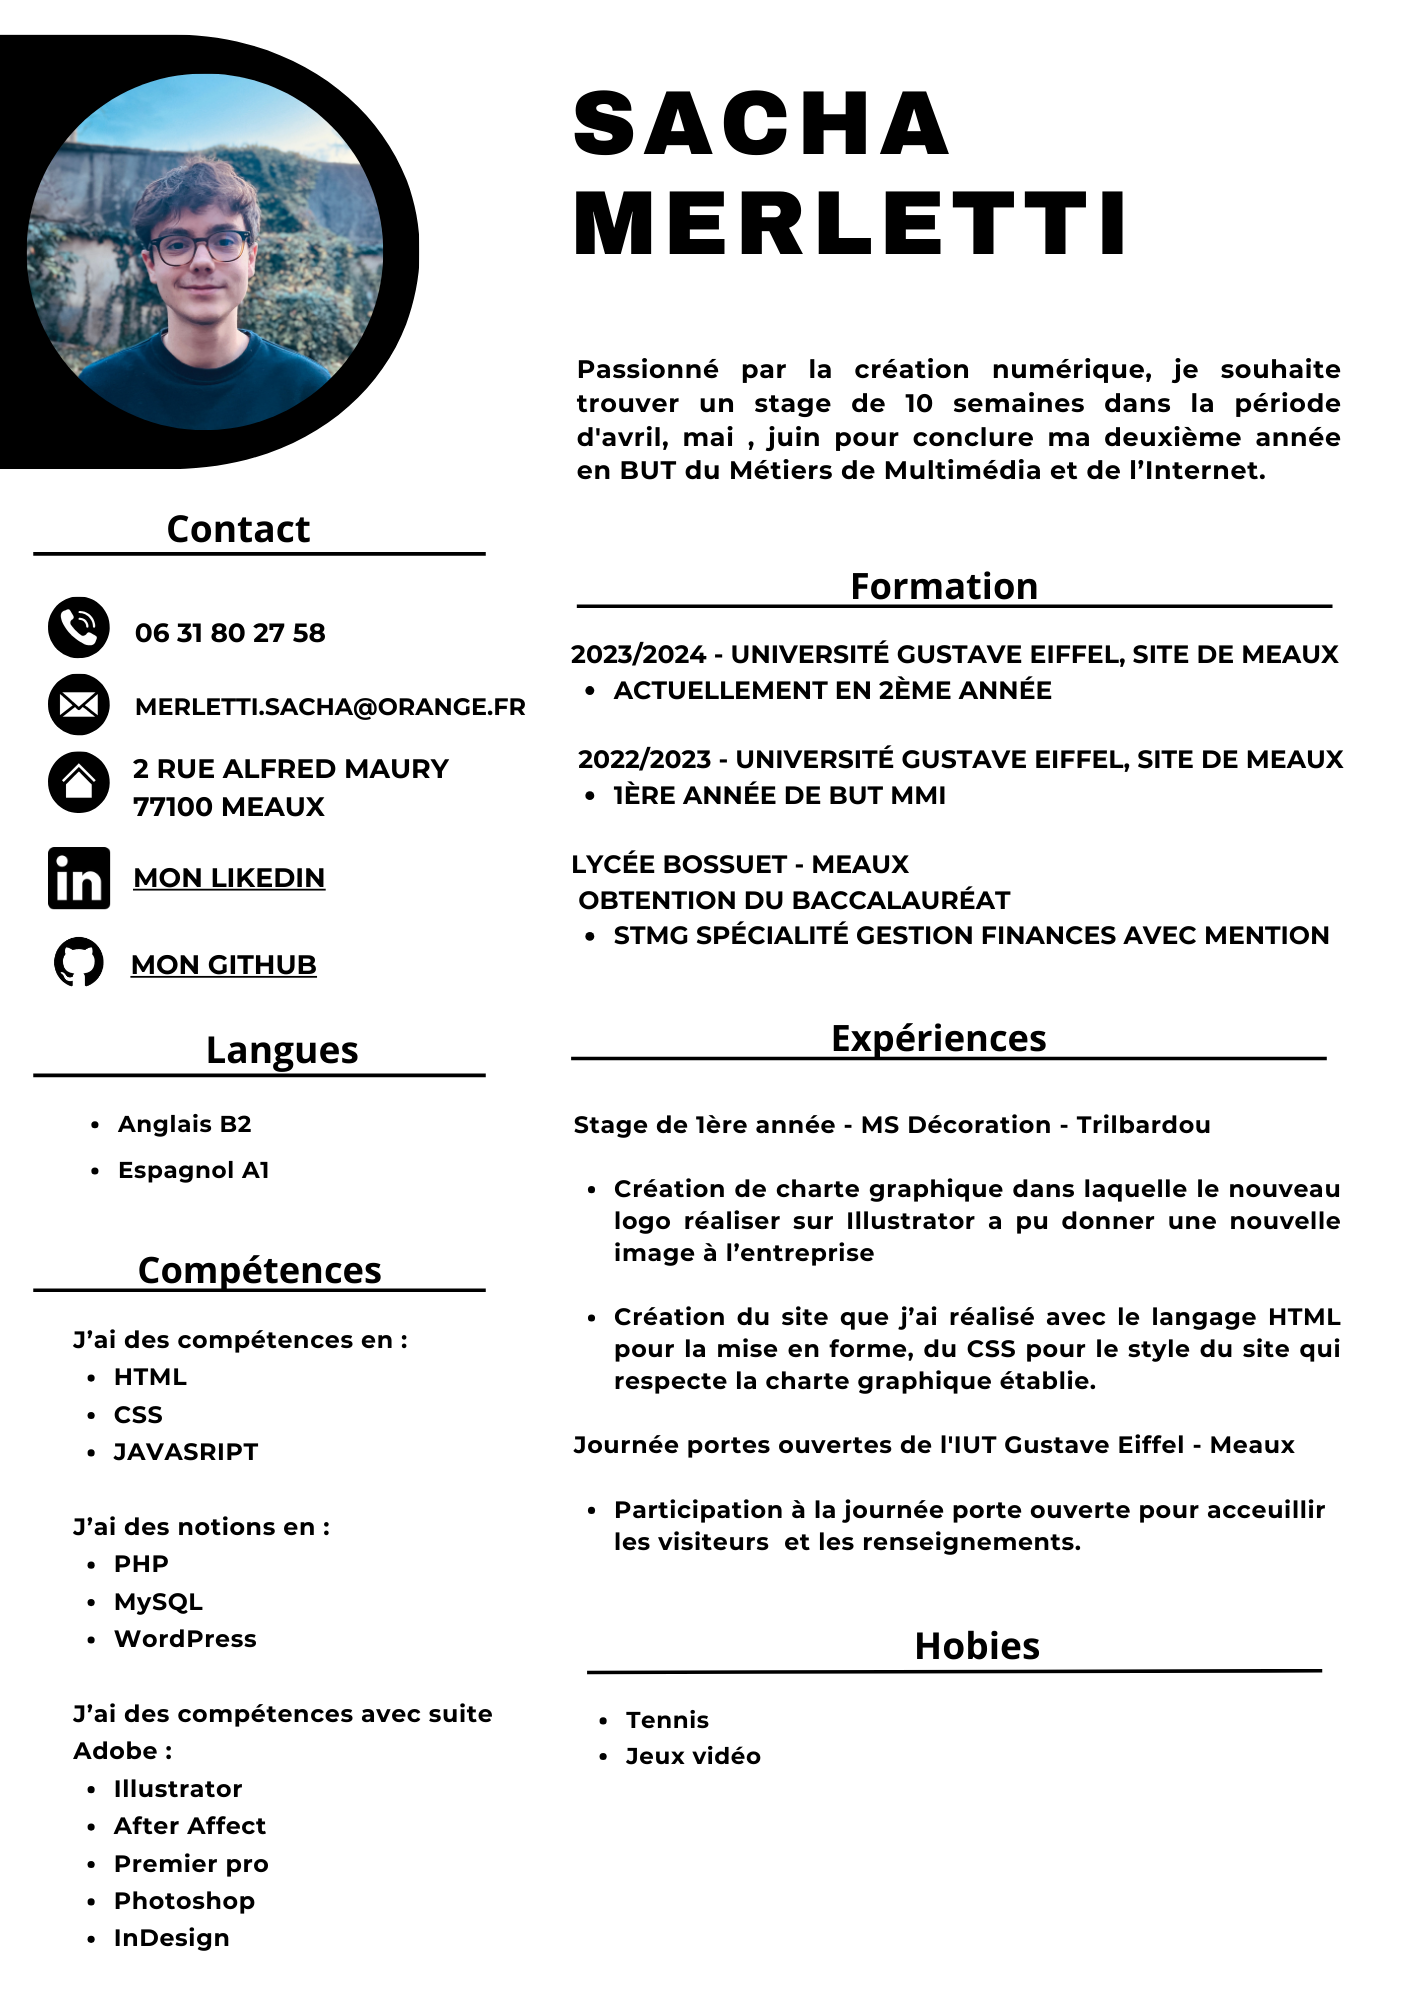 SACHA
MERLETTI
Passionné par la création numérique, je souhaite
trouver un stage de 10 semaines dans la période
d'avril, mai , juin pour conclure ma deuxième année
en BUT du Métiers de Multimédia et de l’Internet.
Contact
06 31 80 27 58
MERLETTI.SACHA@ORANGE.FR
2 RUE ALFRED MAURY
77100 MEAUX
in
MON LIKEDIN
MON GITHUB
Langues
• Anglais B2
• Espagnol A1
Compétences
J’ai des compétences en :
• HTML
• CSS
• JAVASRIPT
J’ai des notions en :
• PHP
• MySQL
• WordPress
J’ai des compétences avec suite
Adobe :
• Illustrator
• After Affect
• Premier pro
• Photoshop
• InDesign
Formation
2023/2024 - UNIVERSITÉ GUSTAVE EIFFEL, SITE DE MEAUX
• ACTUELLEMENT EN 2ÈME ANNÉE
2022/2023 - UNIVERSITÉ GUSTAVE EIFFEL, SITE DE MEAUX
• 1ÈRE ANNÉE DE BUT MMI
LYCÉE BOSSUET - MEAUX
OBTENTION DU BACCALAURÉAT
• STMG SPÉCIALITÉ GESTION FINANCES AVEC MENTION
Expériences
Stage de 1ère année - MS Décoration - Trilbardou
• Création de charte graphique dans laquelle le nouveau
logo réaliser sur Illustrator a pu donner une nouvelle
image à l’entreprise
• Création du site que j’ai réalisé avec le langage HTML
pour la mise en forme, du CSS pour le style du site qui
respecte la charte graphique établie.
Journée portes ouvertes de l'IUT Gustave Eiffel - Meaux
• Participation à la journée porte ouverte pour acceuillir
les visiteurs  et les renseignements.
Hobies
• Tennis
• Jeux vidéo